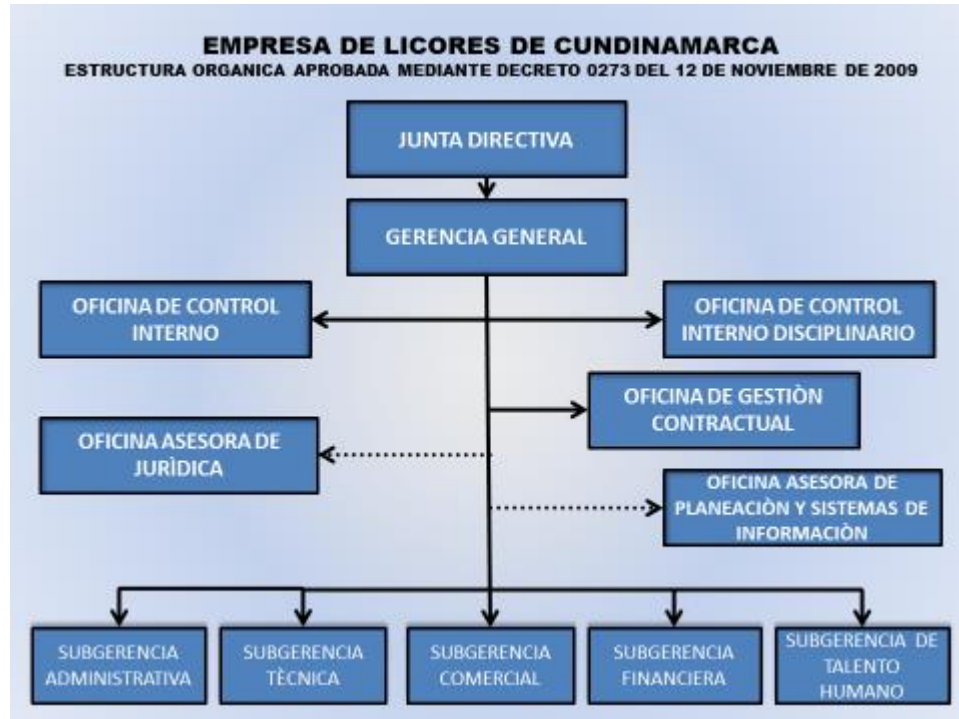 EMPRESA DE LICORES DE CUNDINAMARCA
ESTRUCTURA ORGANICA APROBADA MEDIANTE DECRETO 0273 DEL 12 DE NOVIEMBRE DE 2009
JUNTA DIRECTIVA
GERENCIA GENERAL
OFICINA DE CONTROL
INTERNO
OFICINA DE CONTROL
INTERNO DISCIPLINARIO
OFICINA DE GESTIÒN
CONTRACTUAL
OFICINA ASESORA DE
JURÌDICA
OFICINA ASESORA DE
PLANEACIÒN Y SISTEMAS DE
INFORMACIÒN
SUBGERENCIA
ADMINISTRATIVA
SUBGERENCIA
TÈCNICA
SUBGERENCIA
COMERCIAL
SUBGERENCIA
FINANCIERA
SUBGERENCIA DE
TALENTO
HUMANO